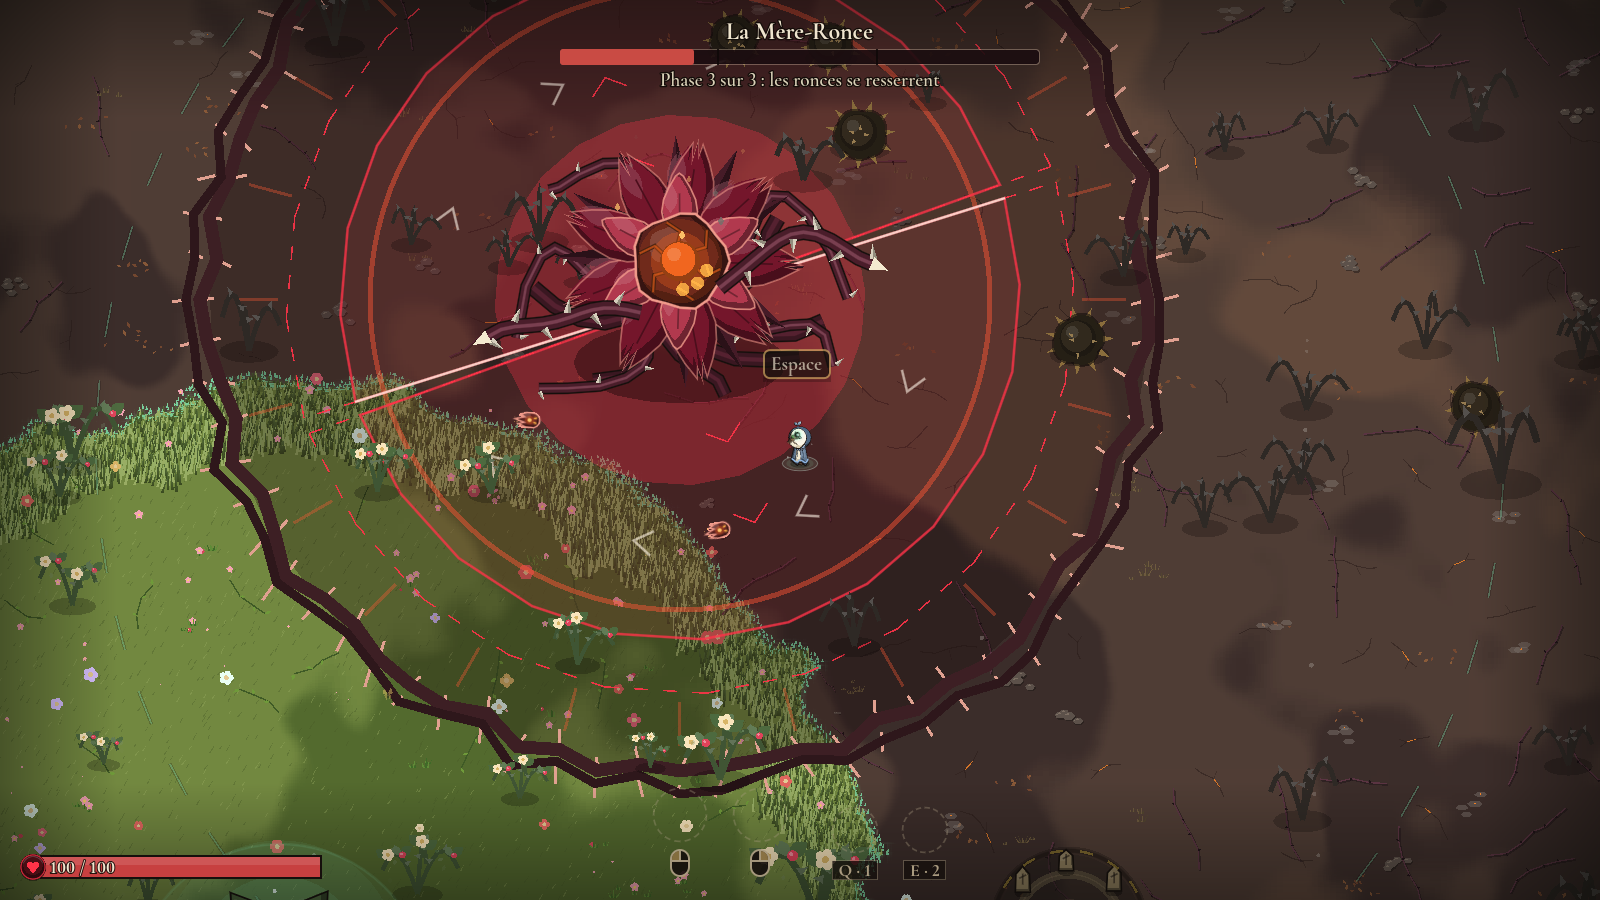 La Mère-Ronce
Phase 3 sur 3 : les ronces se resserrent
Espace
100 / 100
Q · 1
E · 2